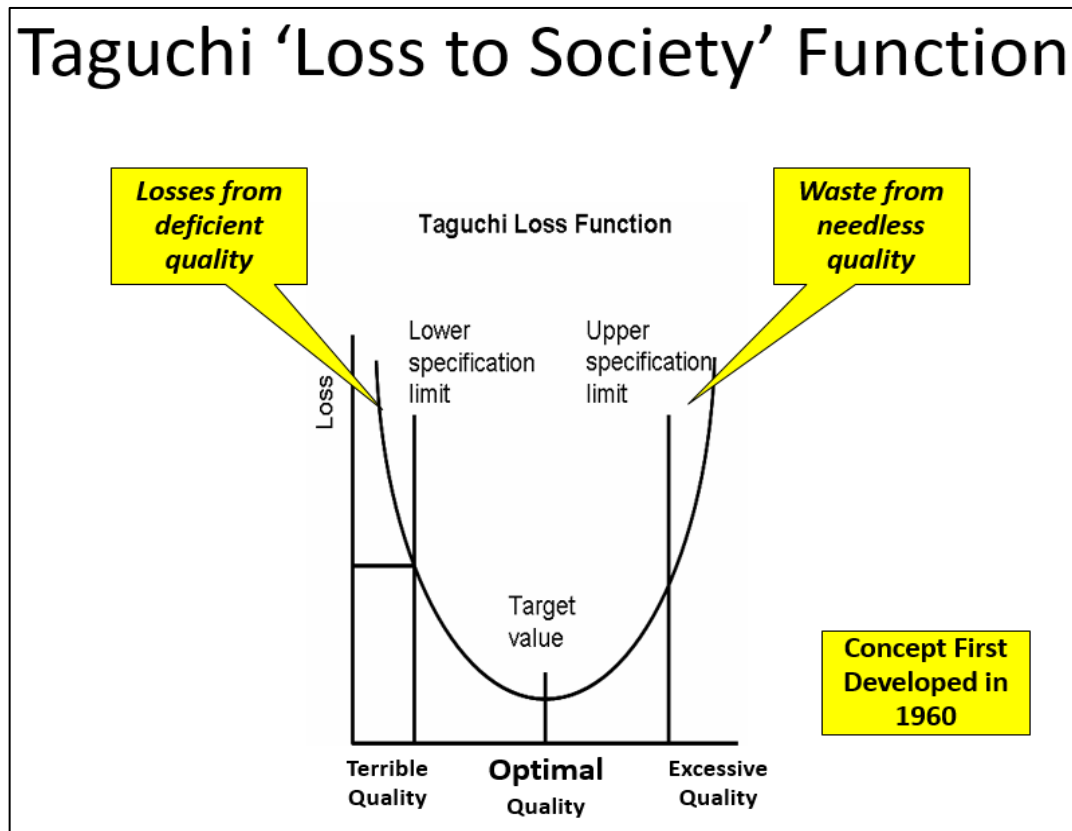 Taguchi ‘Loss to Society’ Function
Losses from
deficient
quality
Waste from
needless
quality
Taguchi Loss Function
Lower
specification
limit
Upper
specification
limit
Loss
Target
value
Concept First
Developed in
1960
Terrible
Quality
Optimal
Quality
Excessive
Quality